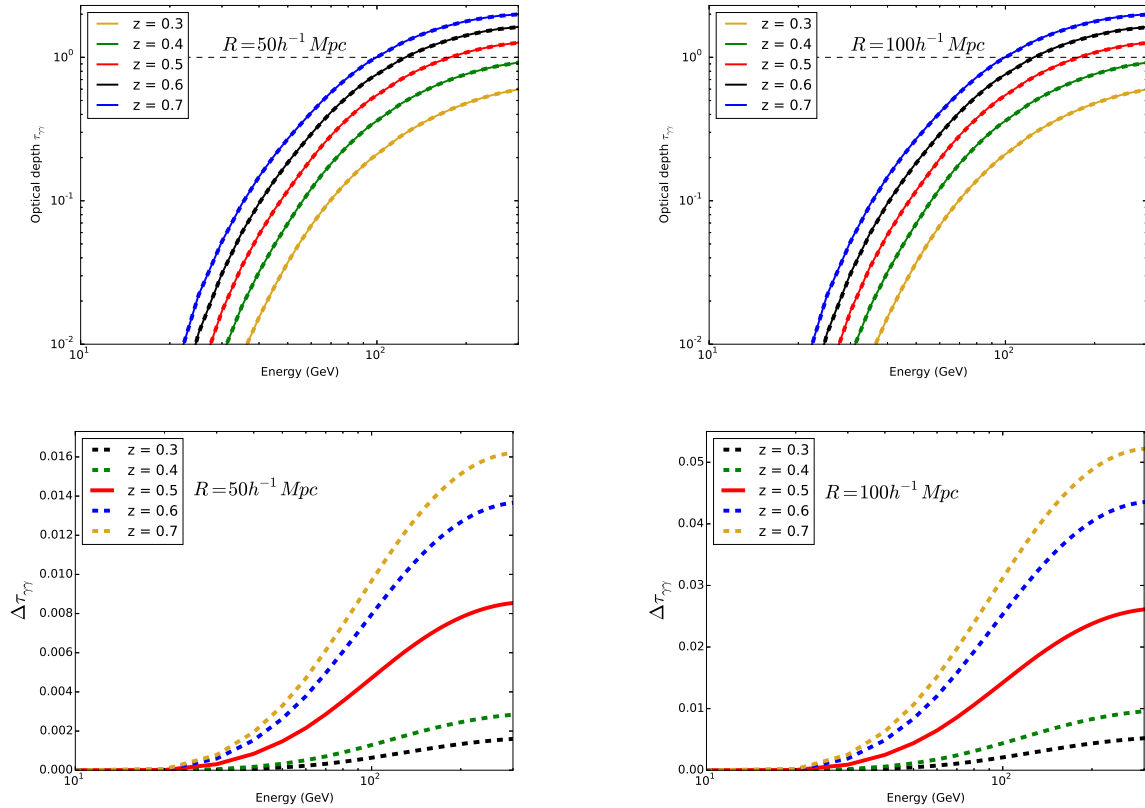 z = 0.3
z = 0.4
z = 0.5
z = 0.6
z = 0.7
R = 50h⁻¹ Mpc
10⁰
10⁻¹
10⁻²
Optical depth τγγ
10¹
10²
Energy (GeV)
z = 0.3
z = 0.4
z = 0.5
z = 0.6
z = 0.7
R = 100h⁻¹ Mpc
10⁰
10⁻¹
10⁻²
Optical depth τγγ
10¹
10²
Energy (GeV)
z = 0.3
z = 0.4
z = 0.5
z = 0.6
z = 0.7
R = 50h⁻¹ Mpc
0.016
0.014
0.012
0.010
0.008
0.006
0.004
0.002
0.000
Δτγγ
10¹
10²
Energy (GeV)
z = 0.3
z = 0.4
z = 0.5
z = 0.6
z = 0.7
R = 100h⁻¹ Mpc
0.05
0.04
0.03
0.02
0.01
0.00
Δτγγ
10¹
10²
Energy (GeV)